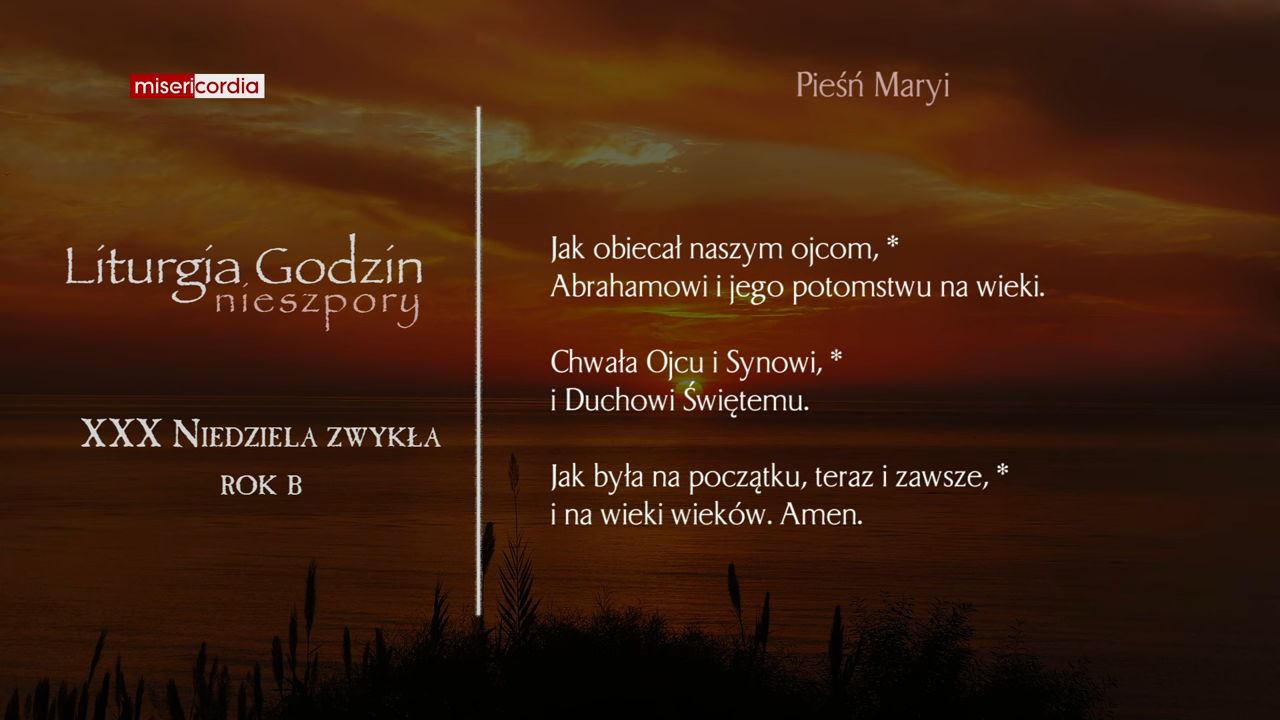 misericordia
Pieśń Maryi
Liturgia Godzin
nieszpory
XXX Niedziela zwykła
rok B
Jak obiecał naszym ojcom, *
Abrahamowi i jego potomstwu na wieki.
Chwała Ojcu i Synowi, *
i Duchowi Świętemu.
Jak była na początku, teraz i zawsze, *
i na wieki wieków. Amen.